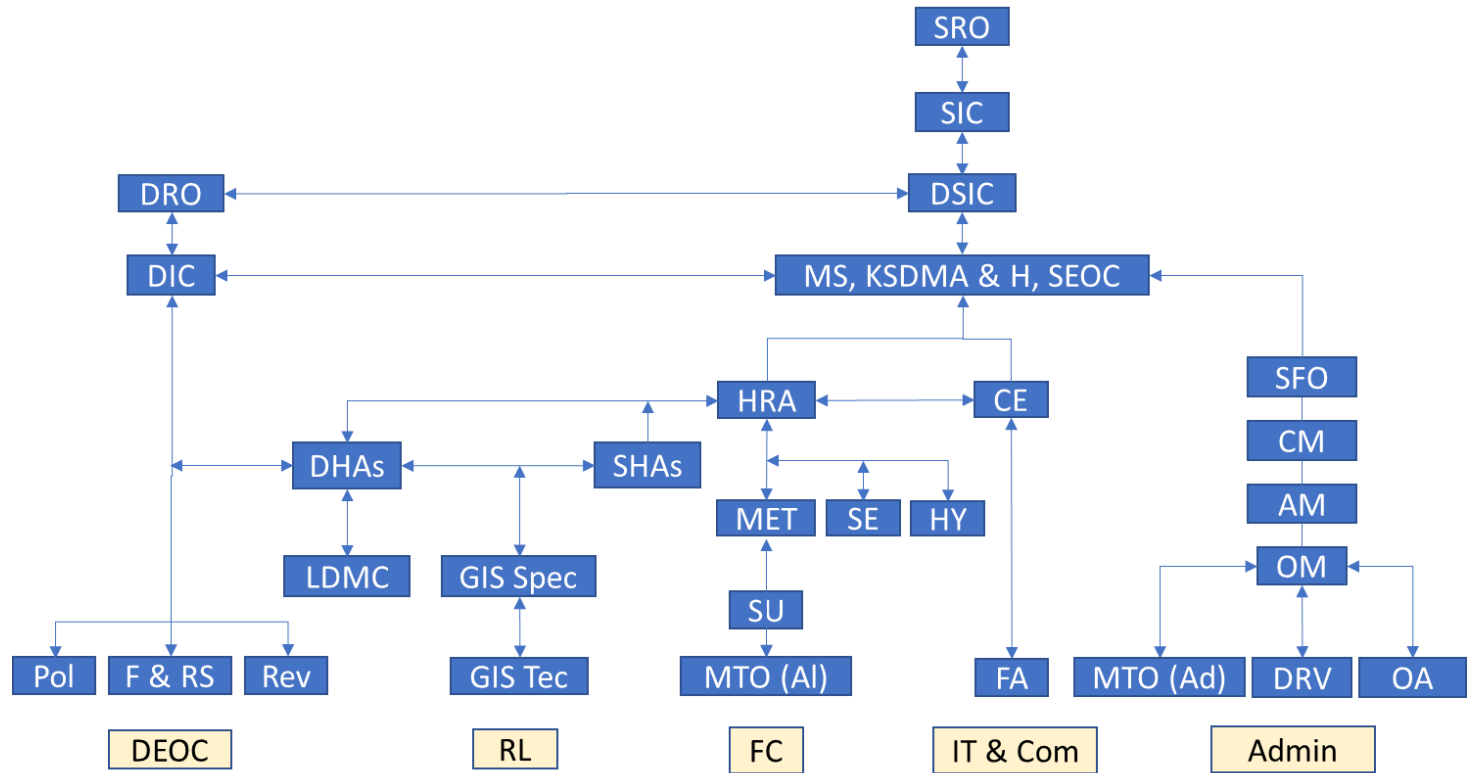 SRO
SIC
DRO
DSIC
DIC
MS, KSDMA & H, SEOC
SFO
HRA
CE
CM
DHAs
SHAs
AM
MET
SE
HY
LDMC
GIS Spec
OM
SU
Pol
F & RS
Rev
GIS Tec
MTO (Al)
FA
MTO (Ad)
DRV
OA
DEOC
RL
FC
IT & Com
Admin